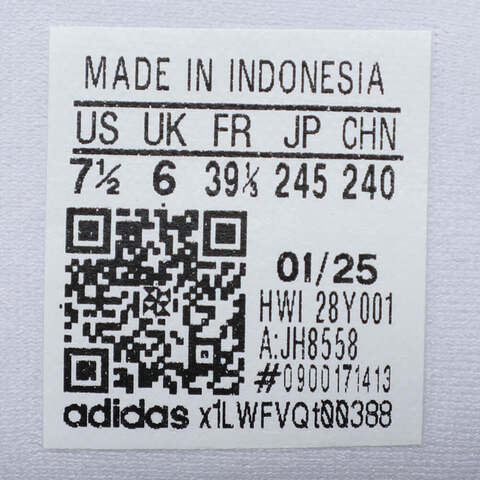 MADE IN INDONESIA
US UK FR JP CHN
7½ 6 39⅓ 245 240
01/25
HWI 28Y001
A:JH8558
#0900171413
adidas x1LWFVQt00388